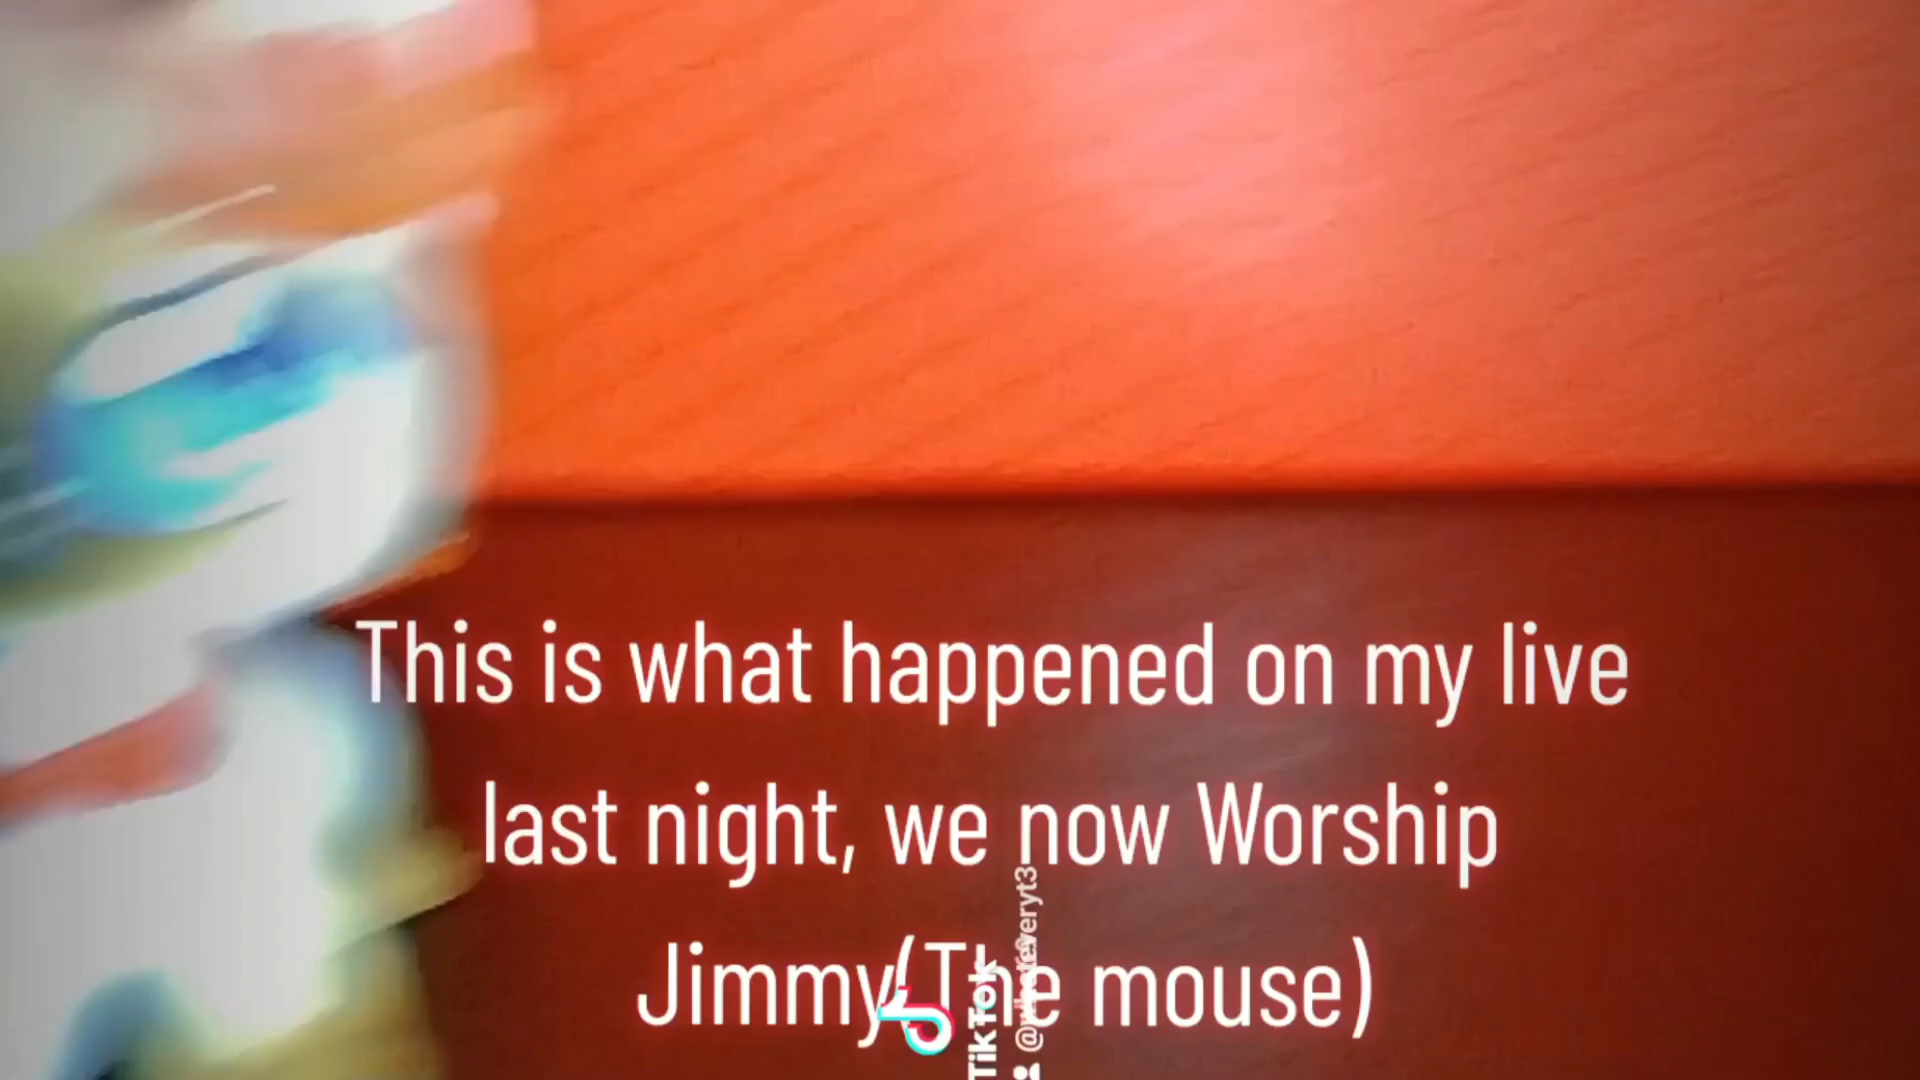 This is what happened on my live
last night, we now Worship
Jimmy(The mouse)
TikTok